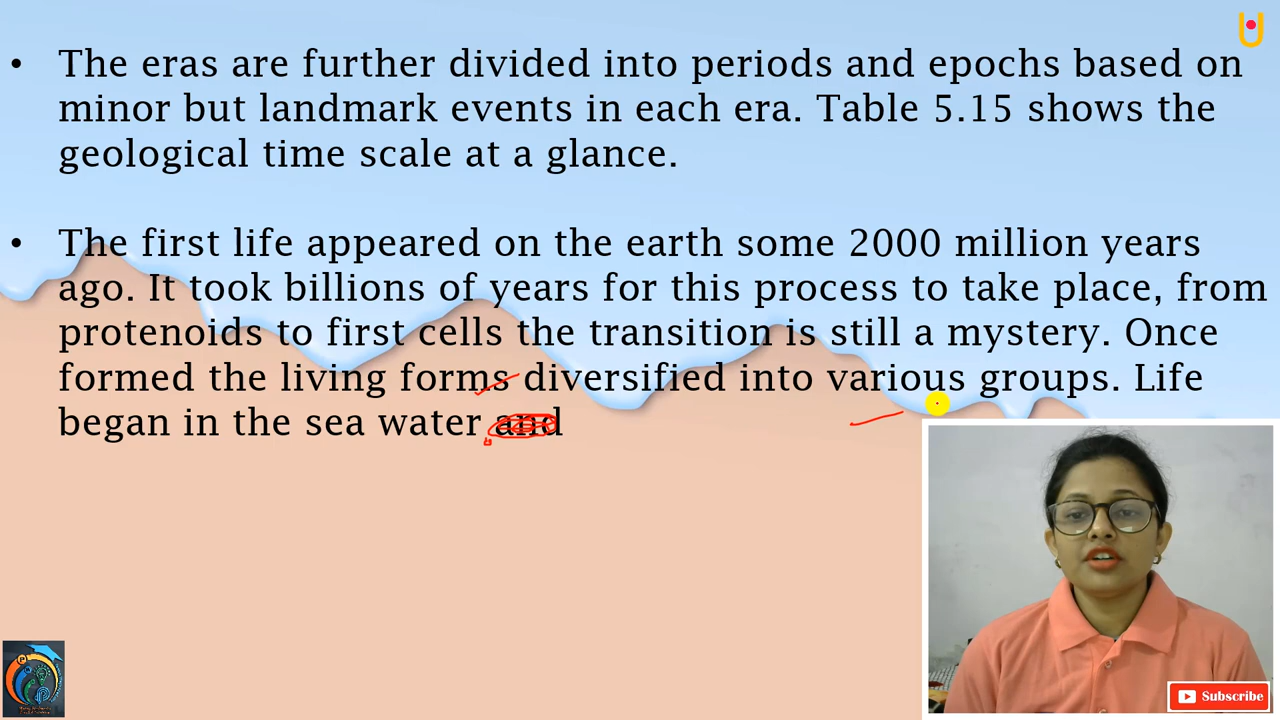 • The eras are further divided into periods and epochs based on
minor but landmark events in each era. Table 5.15 shows the
geological time scale at a glance.
• The first life appeared on the earth some 2000 million years
ago. It took billions of years for this process to take place, from
protenoids to first cells the transition is still a mystery. Once
formed the living forms diversified into various groups. Life
began in the sea water and
Subscribe